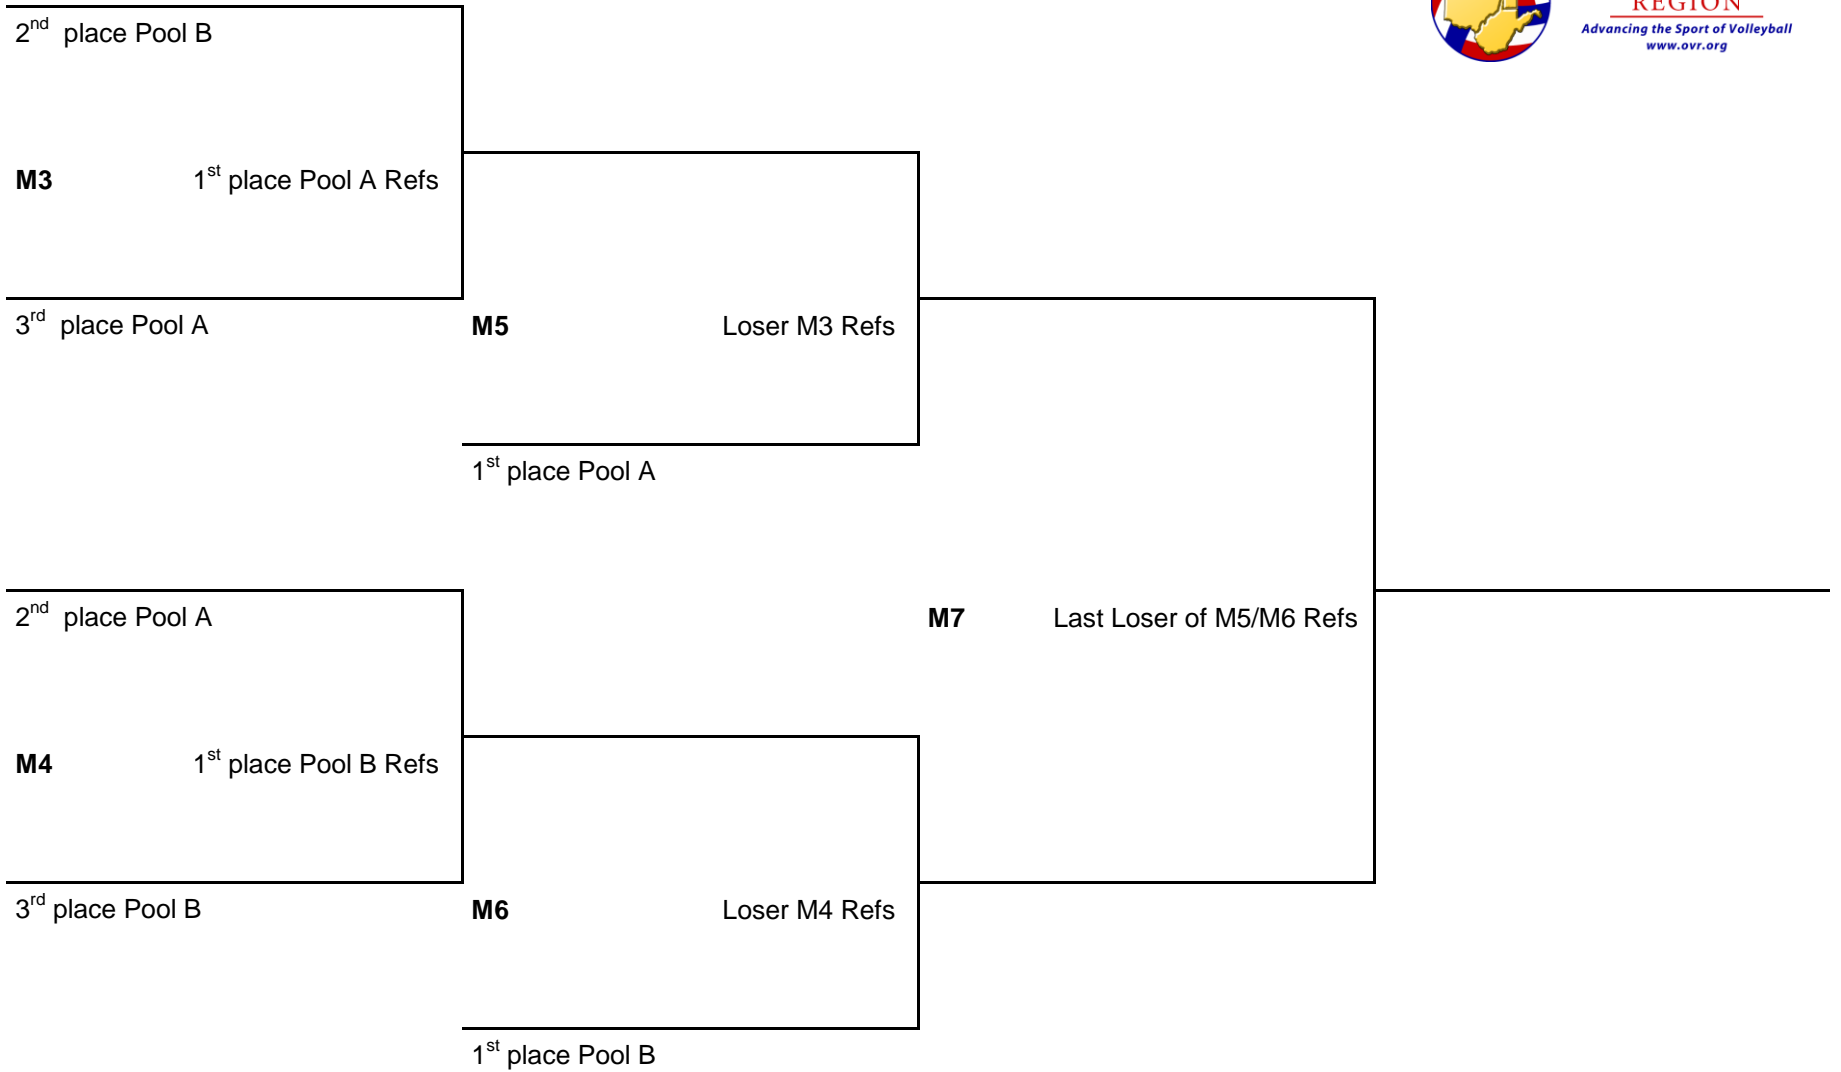 REGION
Advancing the Sport of Volleyball
www.ovr.org
2nd place Pool B
M3 1st place Pool A Refs
3rd place Pool A
M5 Loser M3 Refs
1st place Pool A
2nd place Pool A
M7 Last Loser of M5/M6 Refs
M4 1st place Pool B Refs
3rd place Pool B
M6 Loser M4 Refs
1st place Pool B